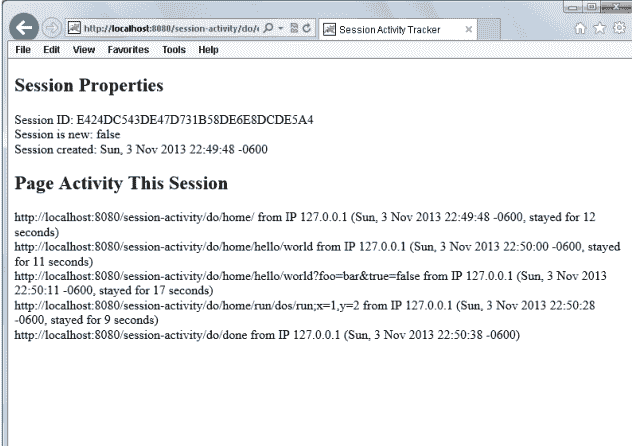 http://localhost:8080/session-activity/do/
Session Activity Tracker
File Edit View Favorites Tools Help
Session Properties
Session ID: E424DC543DE47D731B58DE6E8DCDE5A4
Session is new: false
Session created: Sun, 3 Nov 2013 22:49:48 -0600
Page Activity This Session
http://localhost:8080/session-activity/do/home/ from IP 127.0.0.1 (Sun, 3 Nov 2013 22:49:48 -0600, stayed for 12
seconds)
http://localhost:8080/session-activity/do/home/hello/world from IP 127.0.0.1 (Sun, 3 Nov 2013 22:50:00 -0600, stayed
for 11 seconds)
http://localhost:8080/session-activity/do/home/hello/world?foo=bar&true=false from IP 127.0.0.1 (Sun, 3 Nov 2013
22:50:11 -0600, stayed for 17 seconds)
http://localhost:8080/session-activity/do/home/run/dos/run;x=1,y=2 from IP 127.0.0.1 (Sun, 3 Nov 2013 22:50:28
-0600, stayed for 9 seconds)
http://localhost:8080/session-activity/do/done from IP 127.0.0.1 (Sun, 3 Nov 2013 22:50:38 -0600)